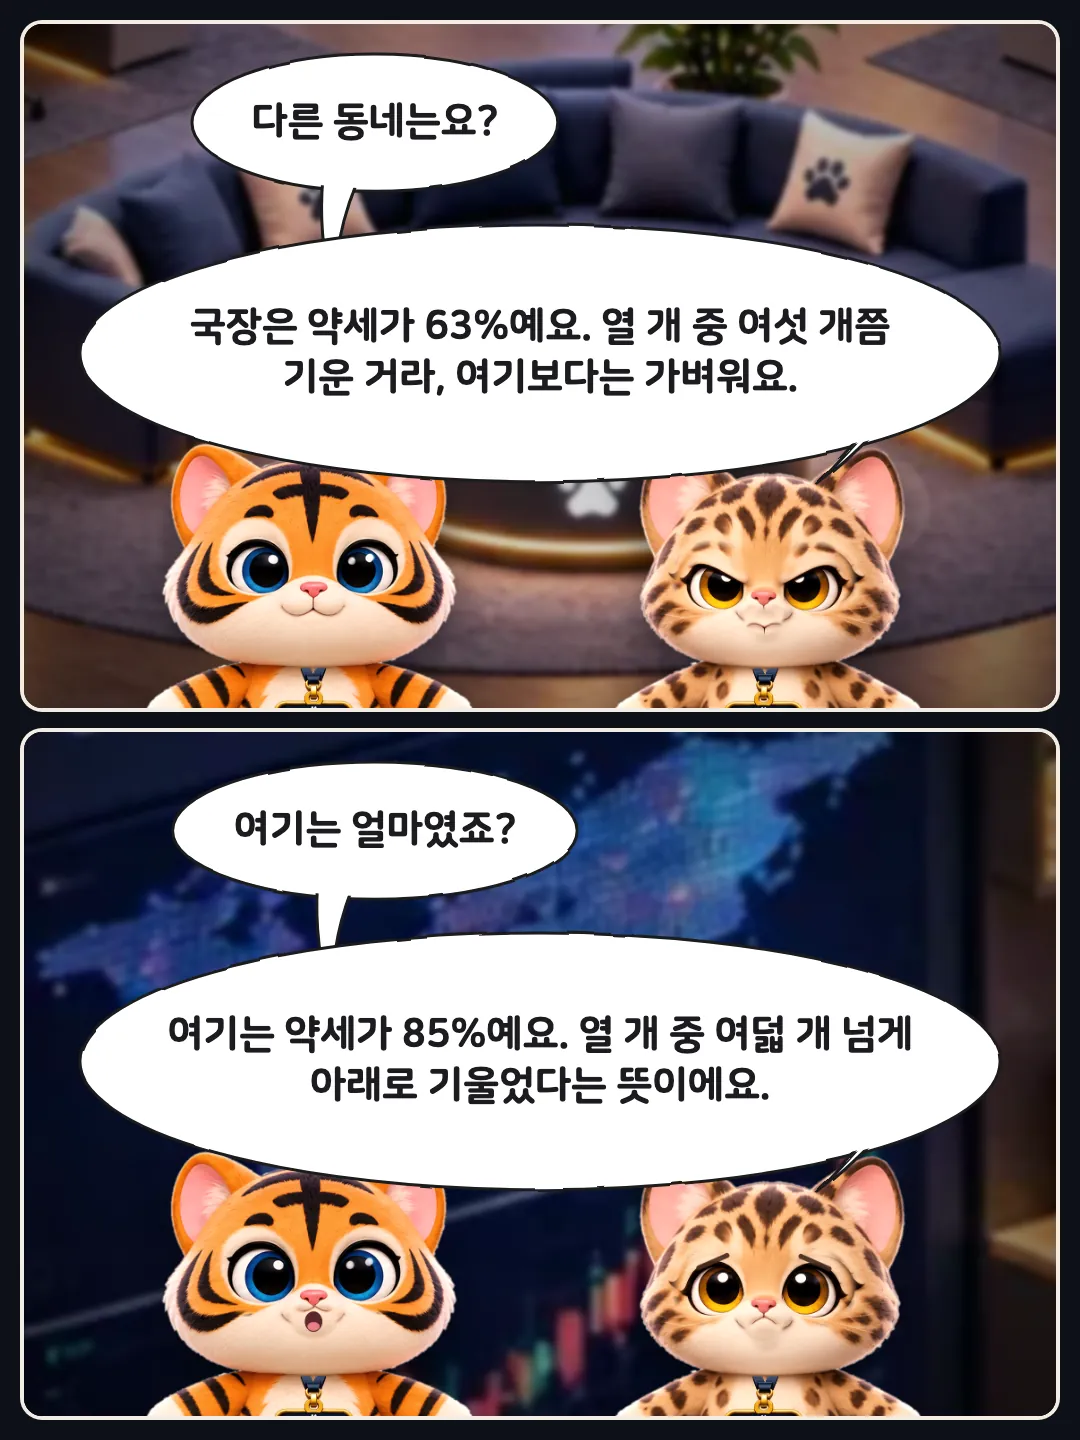 다른 동네는요?
국장은 약세가 63%예요. 열 개 중 여섯 개쯤
기운 거라, 여기보다는 가벼워요.
여기는 얼마였죠?
여기는 약세가 85%예요. 열 개 중 여덟 개 넘게
아래로 기울었다는 뜻이에요.